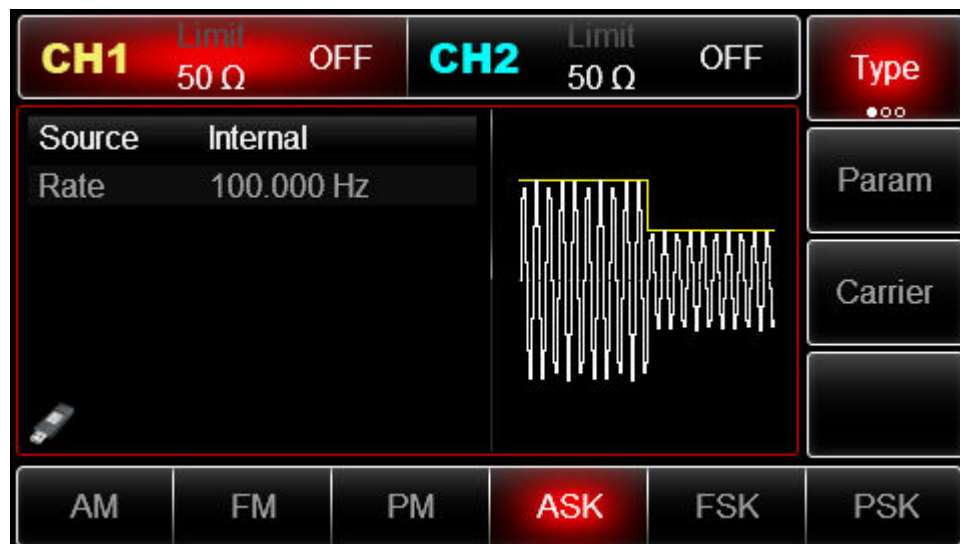 CH1 Limit 50 Ω OFF
CH2 Limit 50 Ω OFF
Type
Source Internal
Rate 100.000 Hz
Param
Carrier
AM FM PM ASK FSK PSK